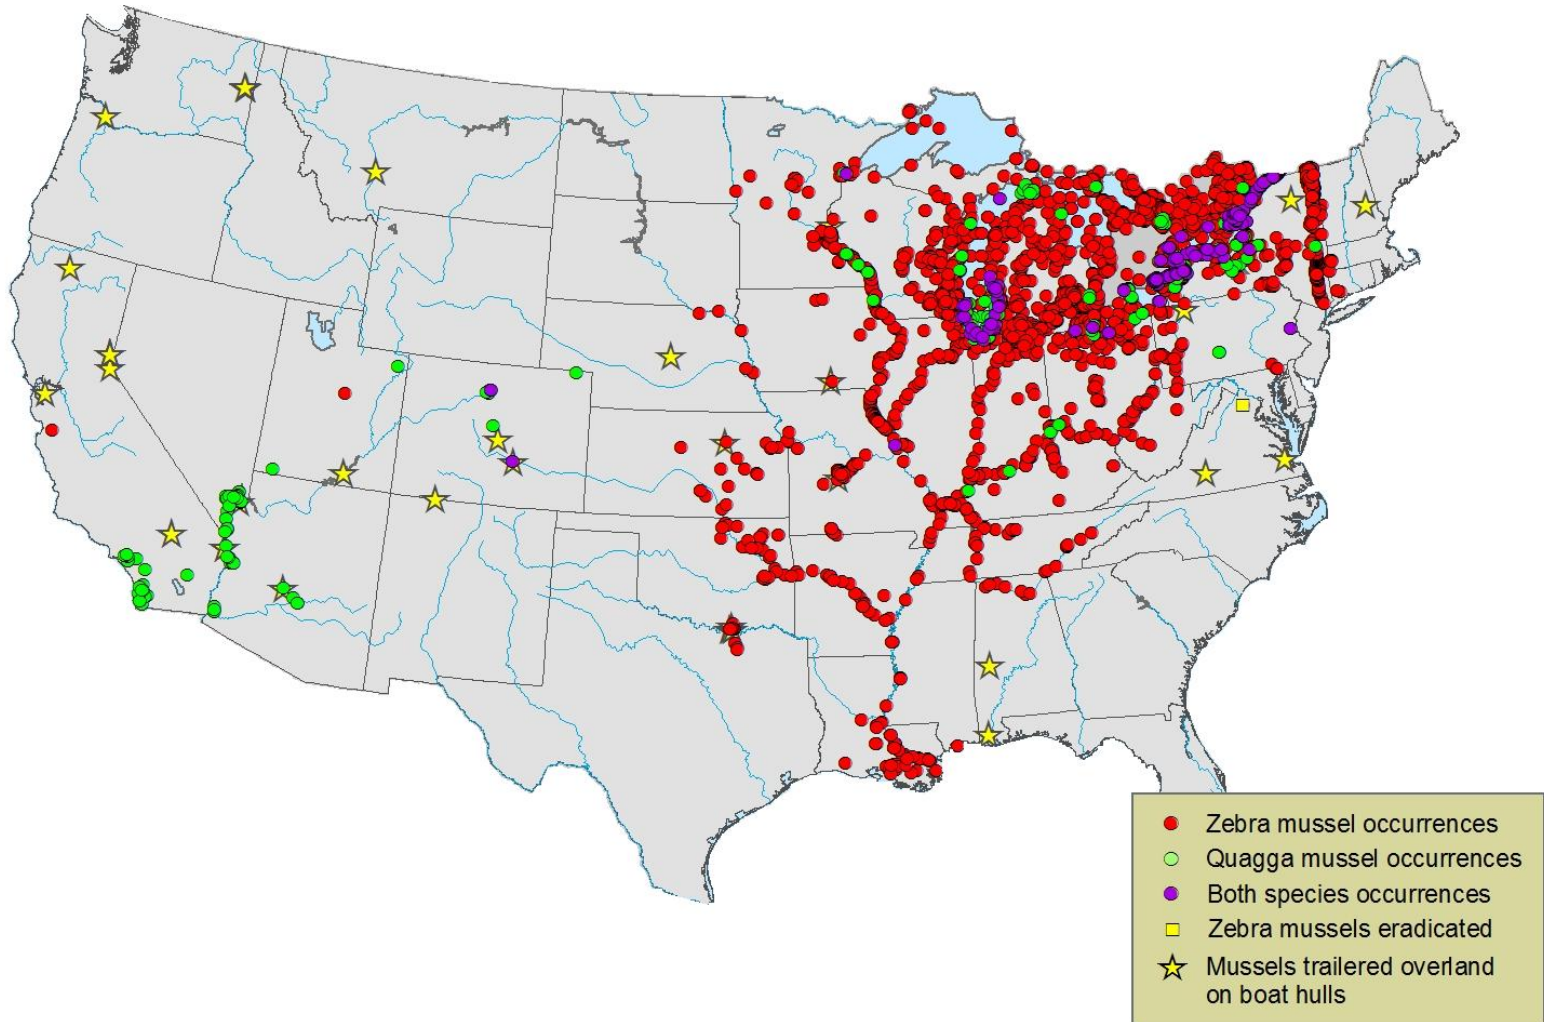 Zebra mussel occurrences
Quagga mussel occurrences
Both species occurrences
Zebra mussels eradicated
Mussels trailered overland
on boat hulls